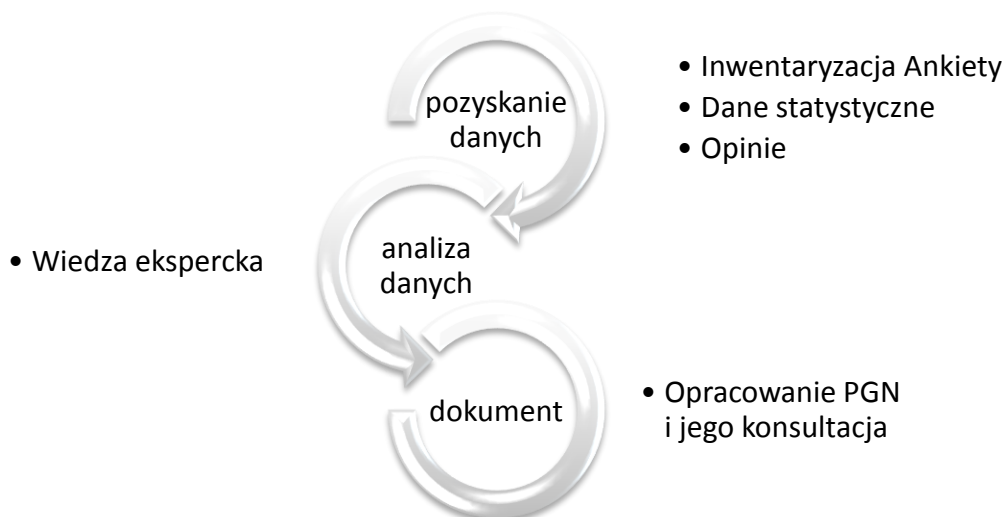 pozyskanie
danych
• Inwentaryzacja Ankiety
• Dane statystyczne
• Opinie
analiza
danych
• Wiedza ekspercka
dokument
• Opracowanie PGN
i jego konsultacja